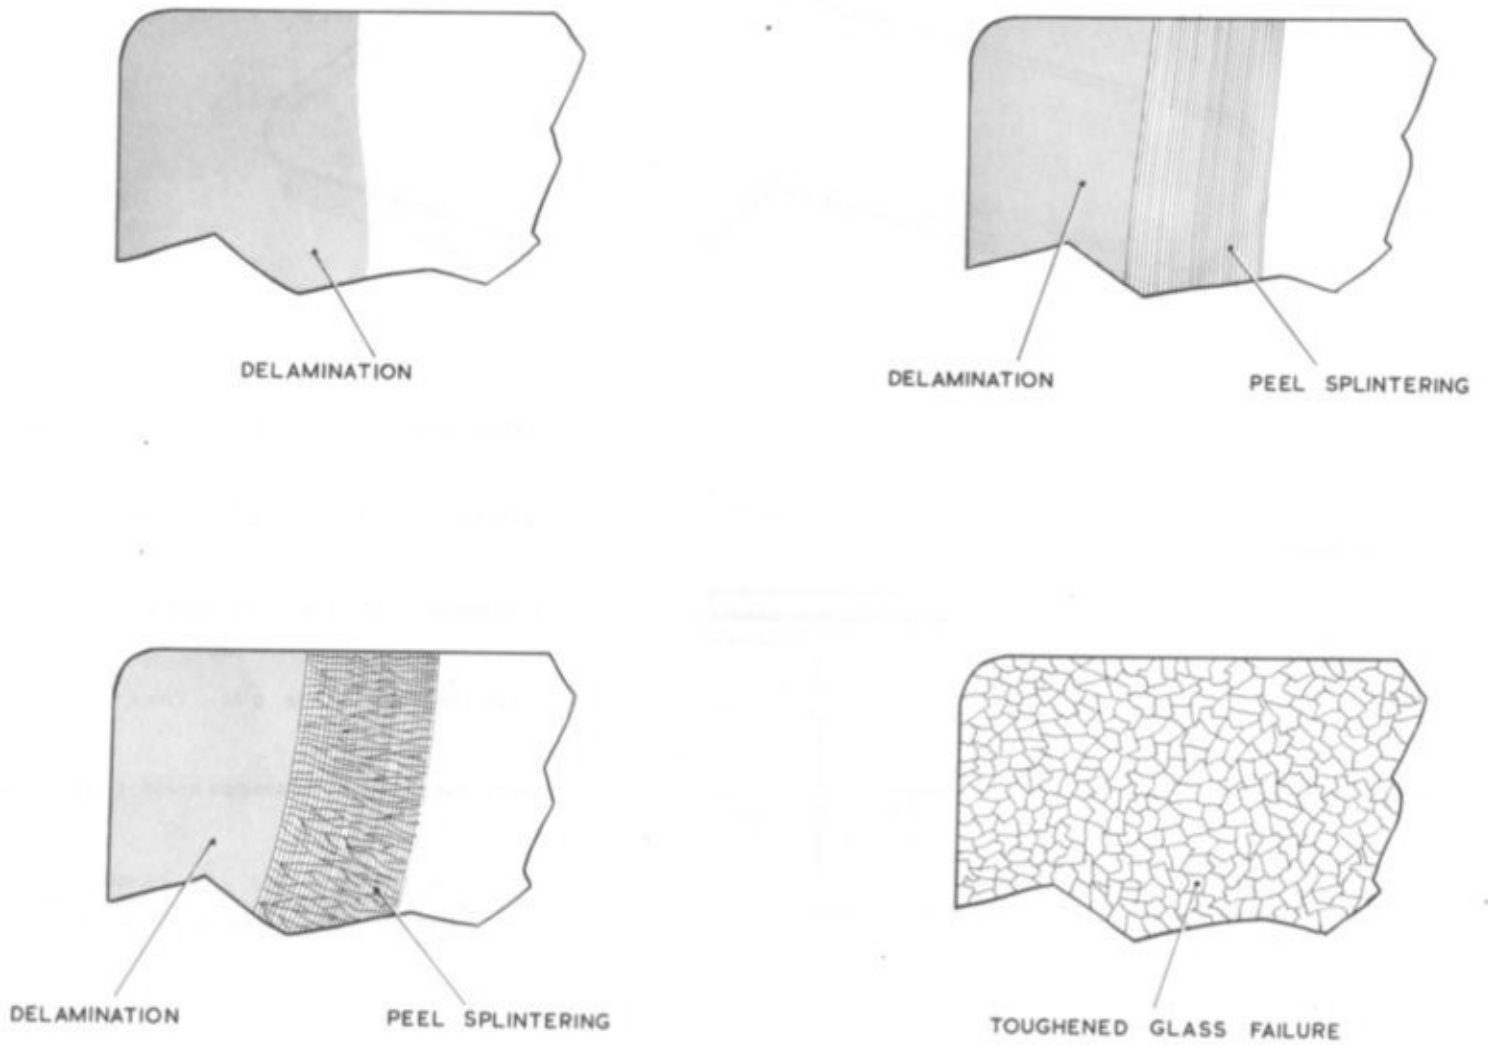 DELAMINATION
DELAMINATION
PEEL SPLINTERING
DELAMINATION
PEEL SPLINTERING
TOUGHENED GLASS FAILURE